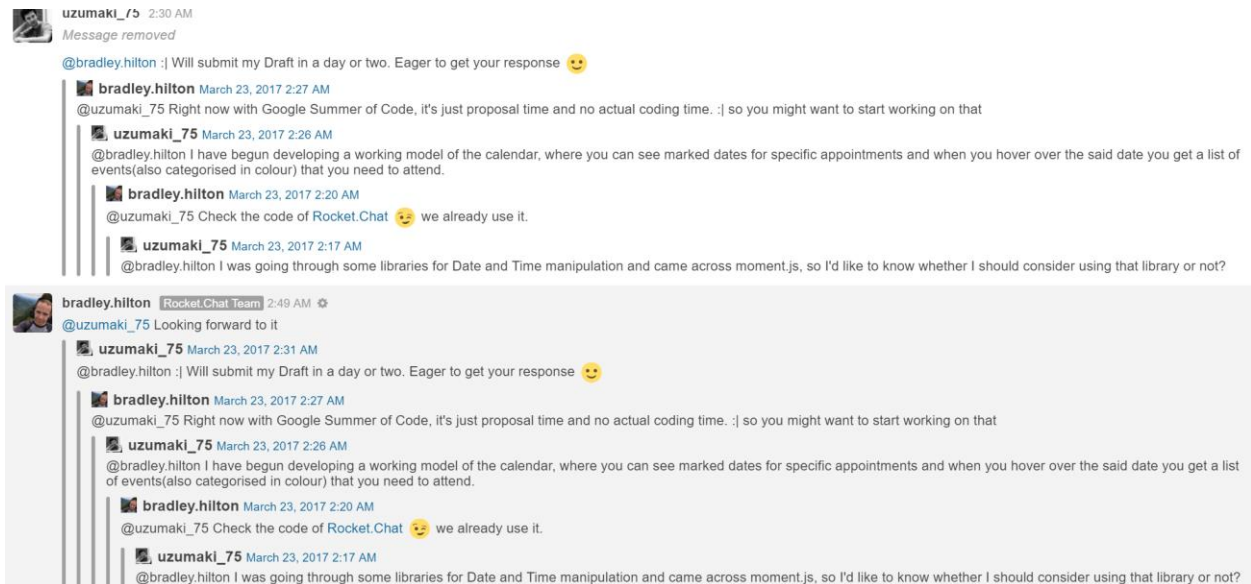 uzumaki_75 2:30 AM
Message removed
@bradley.hilton :| Will submit my Draft in a day or two. Eager to get your response
bradley.hilton March 23, 2017 2:27 AM
@uzumaki_75 Right now with Google Summer of Code, it's just proposal time and no actual coding time. :| so you might want to start working on that
uzumaki_75 March 23, 2017 2:26 AM
@bradley.hilton I have begun developing a working model of the calendar, where you can see marked dates for specific appointments and when you hover over the said date you get a list of
events(also categorised in colour) that you need to attend.
bradley.hilton March 23, 2017 2:20 AM
@uzumaki_75 Check the code of Rocket.Chat we already use it.
uzumaki_75 March 23, 2017 2:17 AM
@bradley.hilton I was going through some libraries for Date and Time manipulation and came across moment.js, so I'd like to know whether I should consider using that library or not?
bradley.hilton Rocket.Chat Team 2:49 AM
@uzumaki_75 Looking forward to it
uzumaki_75 March 23, 2017 2:31 AM
@bradley.hilton :| Will submit my Draft in a day or two. Eager to get your response
bradley.hilton March 23, 2017 2:27 AM
@uzumaki_75 Right now with Google Summer of Code, it's just proposal time and no actual coding time. :| so you might want to start working on that
uzumaki_75 March 23, 2017 2:26 AM
@bradley.hilton I have begun developing a working model of the calendar, where you can see marked dates for specific appointments and when you hover over the said date you get a list
of events(also categorised in colour) that you need to attend.
bradley.hilton March 23, 2017 2:20 AM
@uzumaki_75 Check the code of Rocket.Chat we already use it.
uzumaki_75 March 23, 2017 2:17 AM
@bradley.hilton I was going through some libraries for Date and Time manipulation and came across moment.js, so I'd like to know whether I should consider using that library or not?